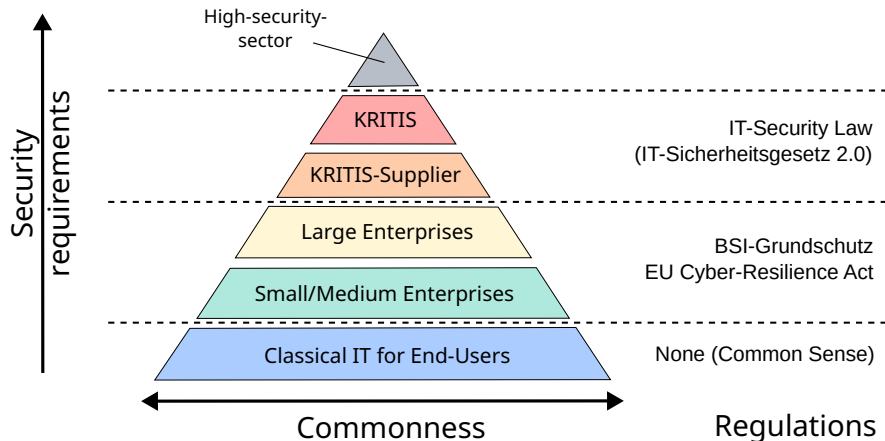 High-security-
sector
KRITIS
IT-Security Law
(IT-Sicherheitsgesetz 2.0)
KRITIS-Supplier
Security
requirements
Large Enterprises
BSI-Grundschutz
EU Cyber-Resilience Act
Small/Medium Enterprises
Classical IT for End-Users
None (Common Sense)
Commonness
Regulations